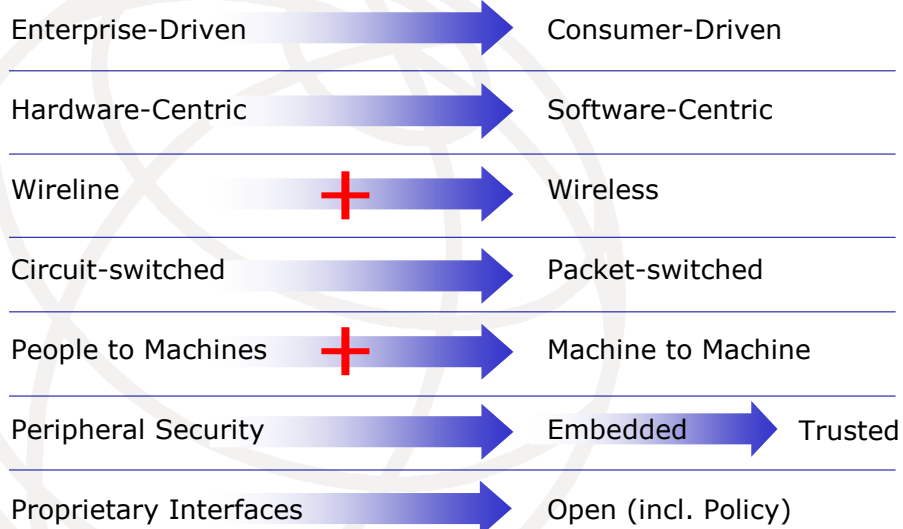 Enterprise-Driven Consumer-Driven
Hardware-Centric Software-Centric
Wireline + Wireless
Circuit-switched Packet-switched
People to Machines + Machine to Machine
Peripheral Security Embedded Trusted
Proprietary Interfaces Open (incl. Policy)